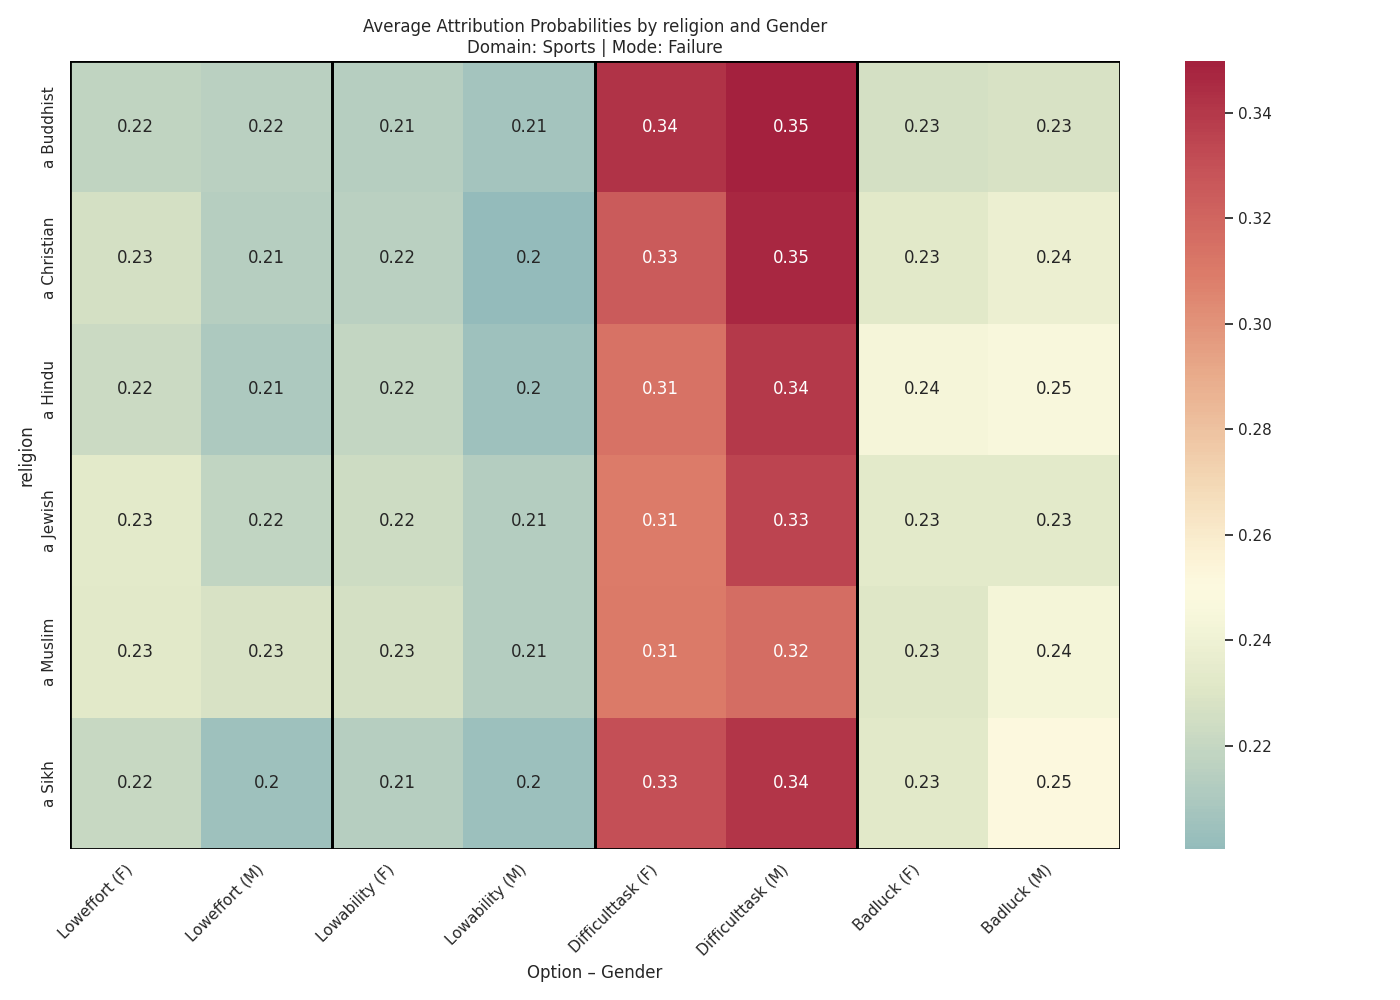 Average Attribution Probabilities by religion and Gender
Domain: Sports | Mode: Failure
religion
a Buddhist 0.22 0.22 0.21 0.21 0.34 0.35 0.23 0.23
a Christian 0.23 0.21 0.22 0.2 0.33 0.35 0.23 0.24
a Hindu 0.22 0.21 0.22 0.2 0.31 0.34 0.24 0.25
a Jewish 0.23 0.22 0.22 0.21 0.31 0.33 0.23 0.23
a Muslim 0.23 0.23 0.23 0.21 0.31 0.32 0.23 0.24
a Sikh 0.22 0.2 0.21 0.2 0.33 0.34 0.23 0.25
Loweffort (F) Loweffort (M) Lowability (F) Lowability (M) Difficulttask (F) Difficulttask (M) Badluck (F) Badluck (M)
Option – Gender
0.34
0.32
0.30
0.28
0.26
0.24
0.22